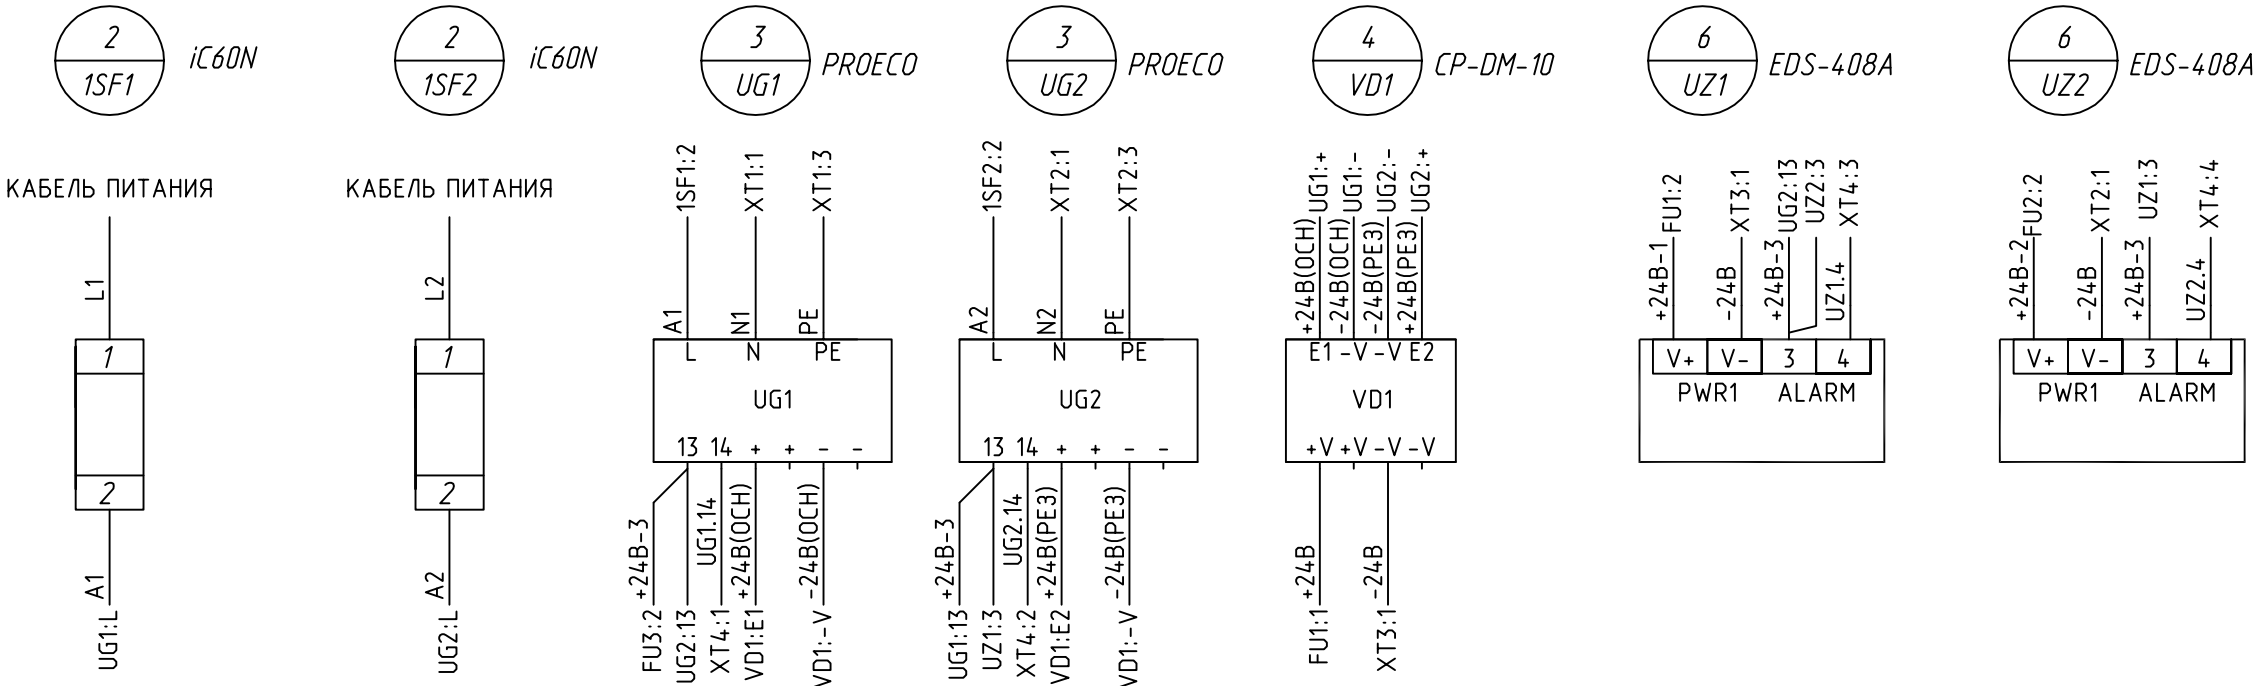 2
1SF1
iC60N
КАБЕЛЬ ПИТАНИЯ
L1
1
2
A1
UG1:L
2
1SF2
iC60N
КАБЕЛЬ ПИТАНИЯ
L2
1
2
A2
UG2:L
3
UG1
PROECO
1SF1:2
XT1:1
XT1:3
A1
N1
PE
L N PE
UG1
13 14 + + - -
+24В-3
UG1.14
+24В(ОСН)
-24В(ОСН)
FU3:2
UG2:13
XT4:1
VD1:E1
VD1:-V
3
UG2
PROECO
1SF2:2
XT2:1
XT2:3
A2
N2
PE
L N PE
UG2
13 14 + + - -
+24В-3
UG2.14
+24В(РЕЗ)
-24В(РЕЗ)
UG1:13
UZ1:3
XT4:2
VD1:E2
VD1:-V
4
VD1
CP-DM-10
UG1:+
UG1:-
UG2:-
UG2:+
+24В(ОСН)
-24В(ОСН)
-24В(РЕЗ)
+24В(РЕЗ)
E1 -V -V E2
VD1
+V +V -V -V
+24В
-24В
FU1:1
XT3:1
6
UZ1
EDS-408A
FU1:2
XT3:1
UG2:13
UZ2:3
XT4:3
+24В-1
-24В
+24В-3
UZ1.4
V+ V- 3 4
PWR1 ALARM
6
UZ2
EDS-408A
FU2:2
XT2:1
UZ1:3
XT4:4
+24В-2
-24В
+24В-3
UZ2.4
V+ V- 3 4
PWR1 ALARM